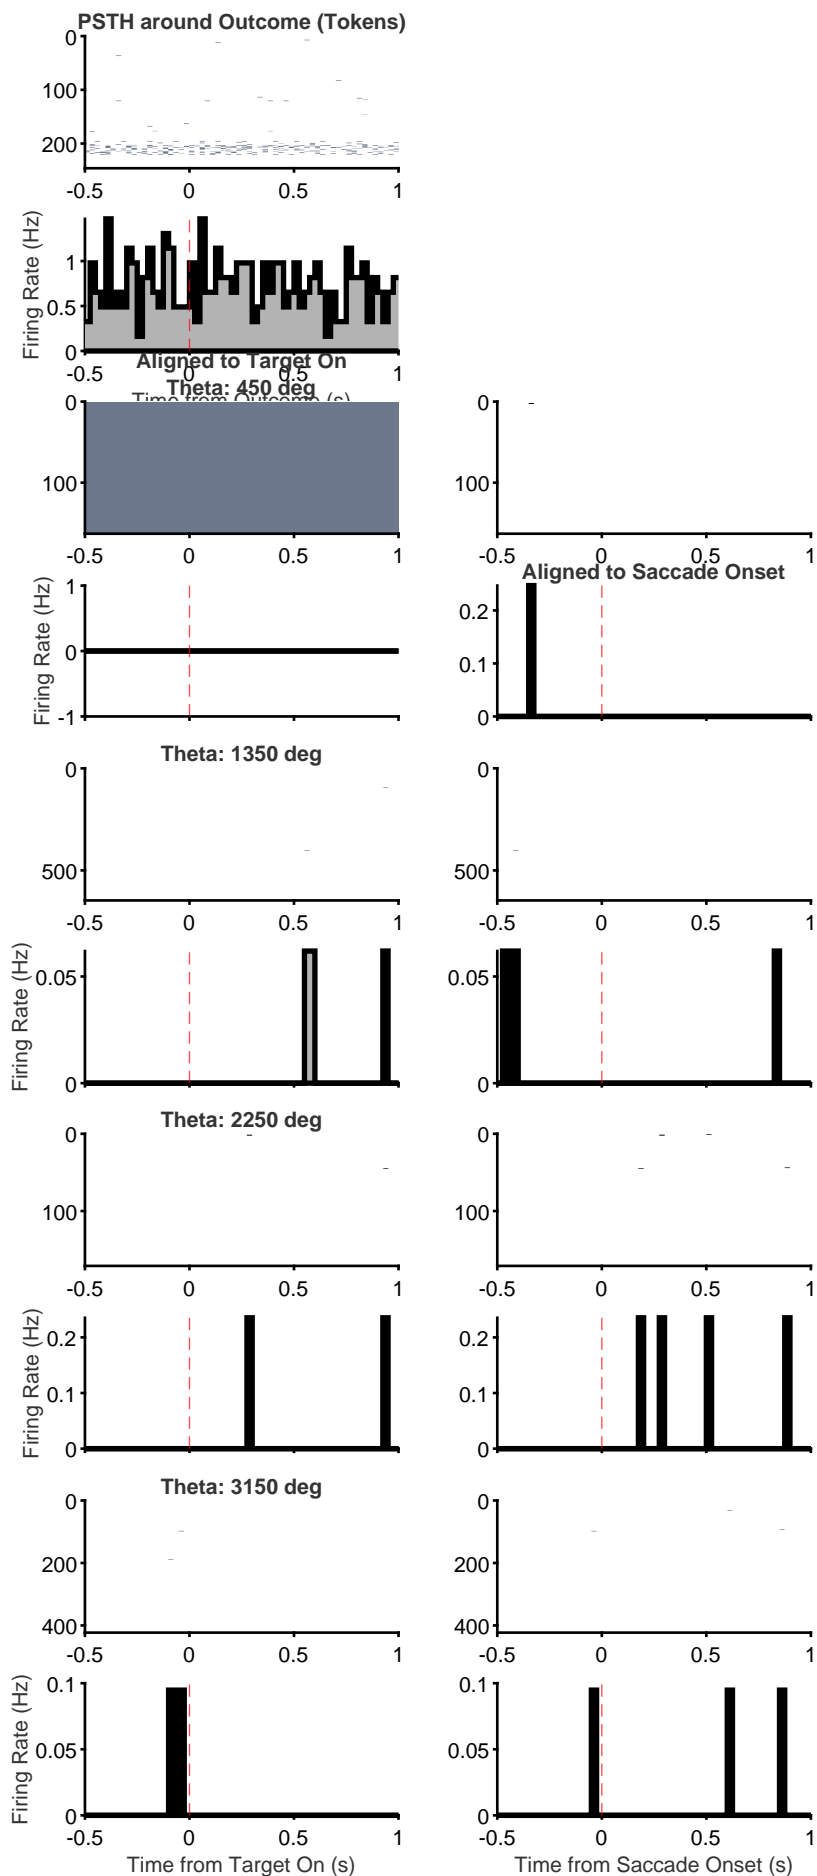 PSTH around Outcome (Tokens)
0
100
200
-0.5 0 0.5 1
Firing Rate (Hz)
1
0.5
0
-0.5 0 0.5 1
Time from Outcome (s)
Aligned to Target On
Theta: 450 deg
0
100
-0.5 0 0.5 1
0
100
-0.5 0 0.5 1
Firing Rate (Hz)
1
0
-1
Aligned to Saccade Onset
0.2
0.1
0
Theta: 1350 deg
0
500
-0.5 0 0.5 1
0
500
-0.5 0 0.5 1
Firing Rate (Hz)
0.05
0
0.05
0
Theta: 2250 deg
0
100
-0.5 0 0.5 1
0
100
-0.5 0 0.5 1
Firing Rate (Hz)
0.2
0.1
0
0.2
0.1
0
Theta: 3150 deg
0
200
400
-0.5 0 0.5 1
0
200
400
-0.5 0 0.5 1
Firing Rate (Hz)
0.1
0.05
0
-0.5 0 0.5 1
Time from Target On (s)
0.1
0.05
0
-0.5 0 0.5 1
Time from Saccade Onset (s)